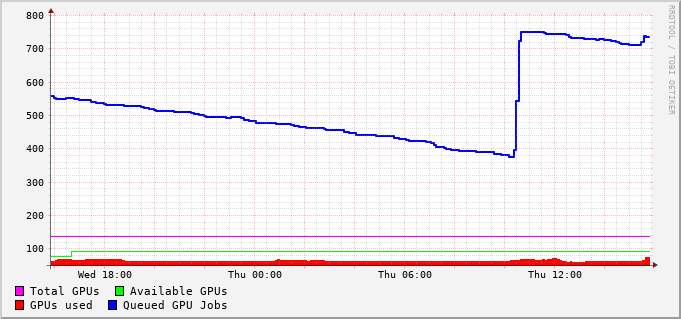 800
700
600
500
400
300
200
100
Wed 18:00 Thu 00:00 Thu 06:00 Thu 12:00
Total GPUs Available GPUs
GPUs used Queued GPU Jobs
RRDTOOL / TOBI OETIKER